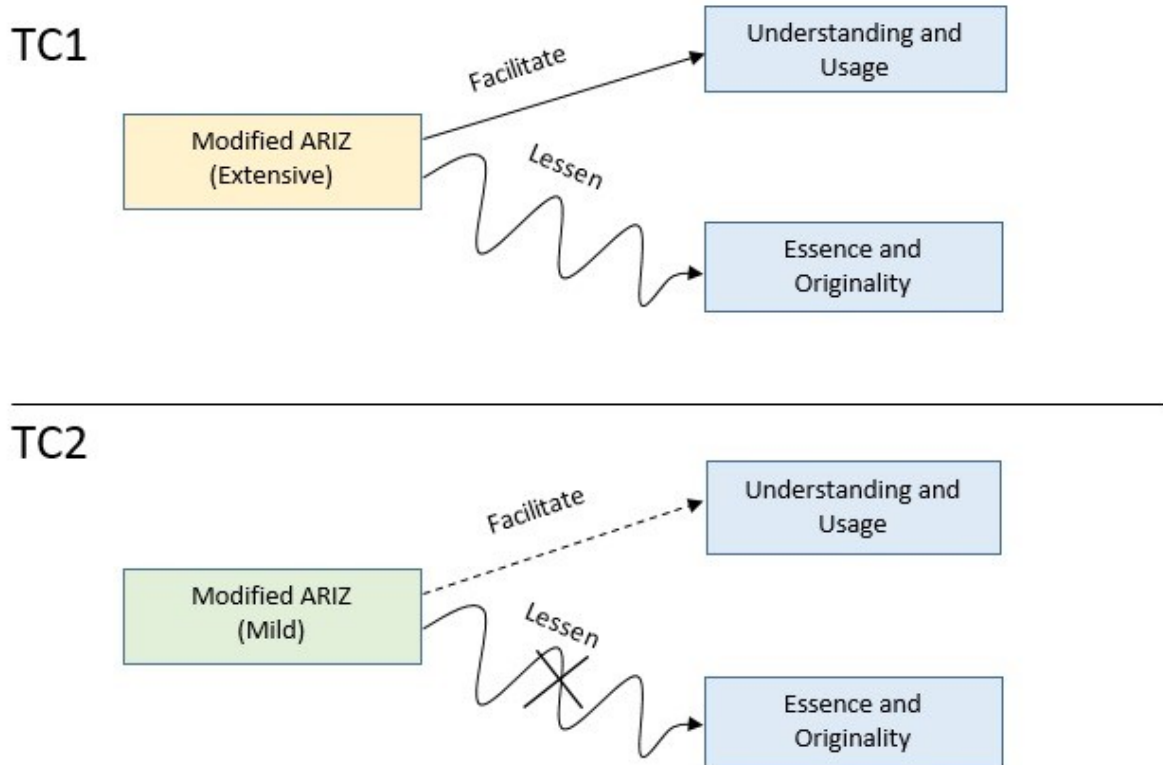 TC1
Understanding and
Usage
Facilitate
Modified ARIZ
(Extensive)
Lessen
Essence and
Originality
TC2
Understanding and
Usage
Facilitate
Modified ARIZ
(Mild)
Lessen
Essence and
Originality